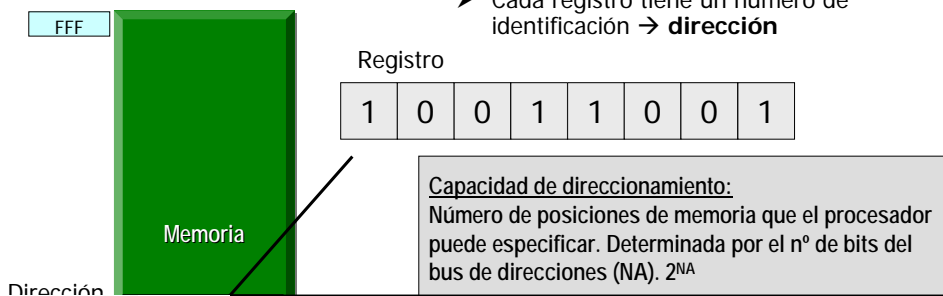 ➢ Cada registro tiene un número de
identificación → dirección
FFF
Registro
1 0 0 1 1 0 0 1
Capacidad de direccionamiento:
Número de posiciones de memoria que el procesador
puede especificar. Determinada por el nº de bits del
bus de direcciones (NA). 2^NA
Memoria
Dirección